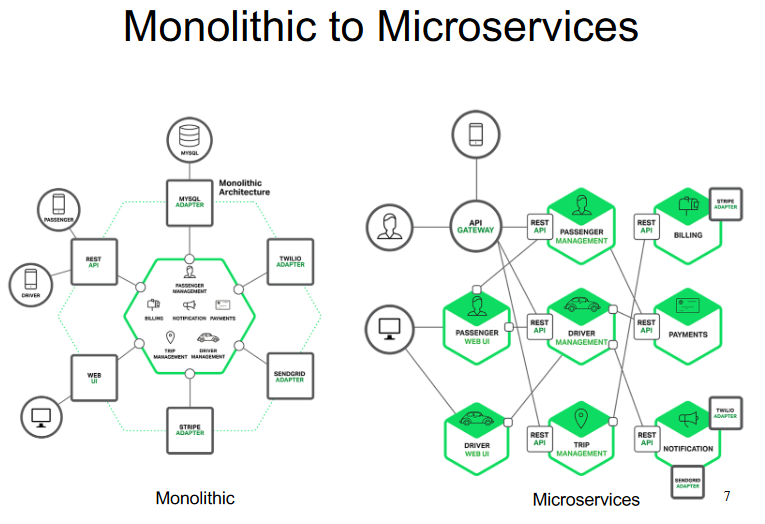 Monolithic to Microservices
MYSQL
Monolithic
Architecture
MYSQL
ADAPTER
PASSENGER
REST
API
DRIVER
TWILIO
ADAPTER
PASSENGER
MANAGEMENT
BILLING
NOTIFICATION
PAYMENTS
TRIP
MANAGEMENT
DRIVER
MANAGEMENT
WEB
UI
SENDGRID
ADAPTER
STRIPE
ADAPTER
Monolithic
API
GATEWAY
REST
API
PASSENGER
MANAGEMENT
REST
API
BILLING
STRIPE
ADAPTER
PASSENGER
WEB UI
REST
API
DRIVER
MANAGEMENT
REST
API
PAYMENTS
DRIVER
WEB UI
REST
API
TRIP
MANAGEMENT
REST
API
NOTIFICATION
TWILIO
ADAPTER
SENDGRID
ADAPTER
Microservices
7